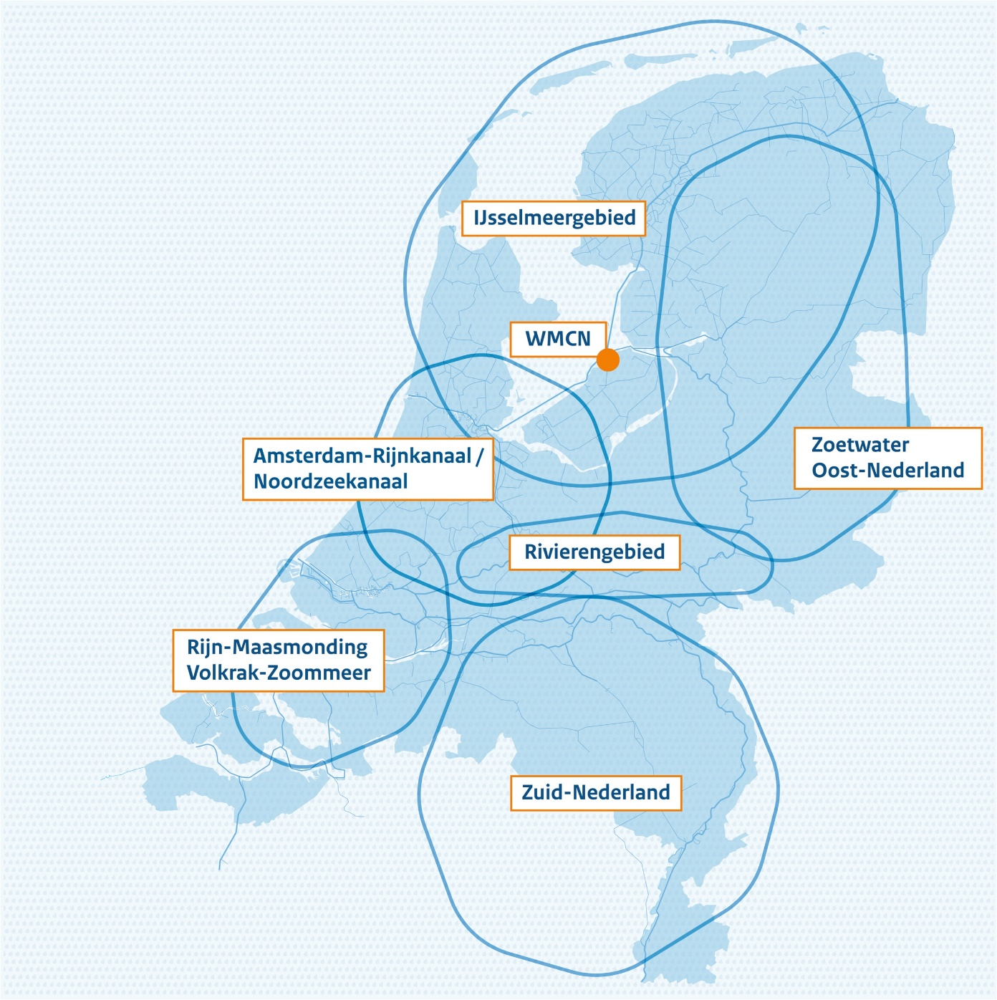 IJsselmeergebied
WMCN
Amsterdam-Rijnkanaal /
Noordzeekanaal
Zoetwater
Oost-Nederland
Rivierengebied
Rijn-Maasmonding
Volkrak-Zoommeer
Zuid-Nederland